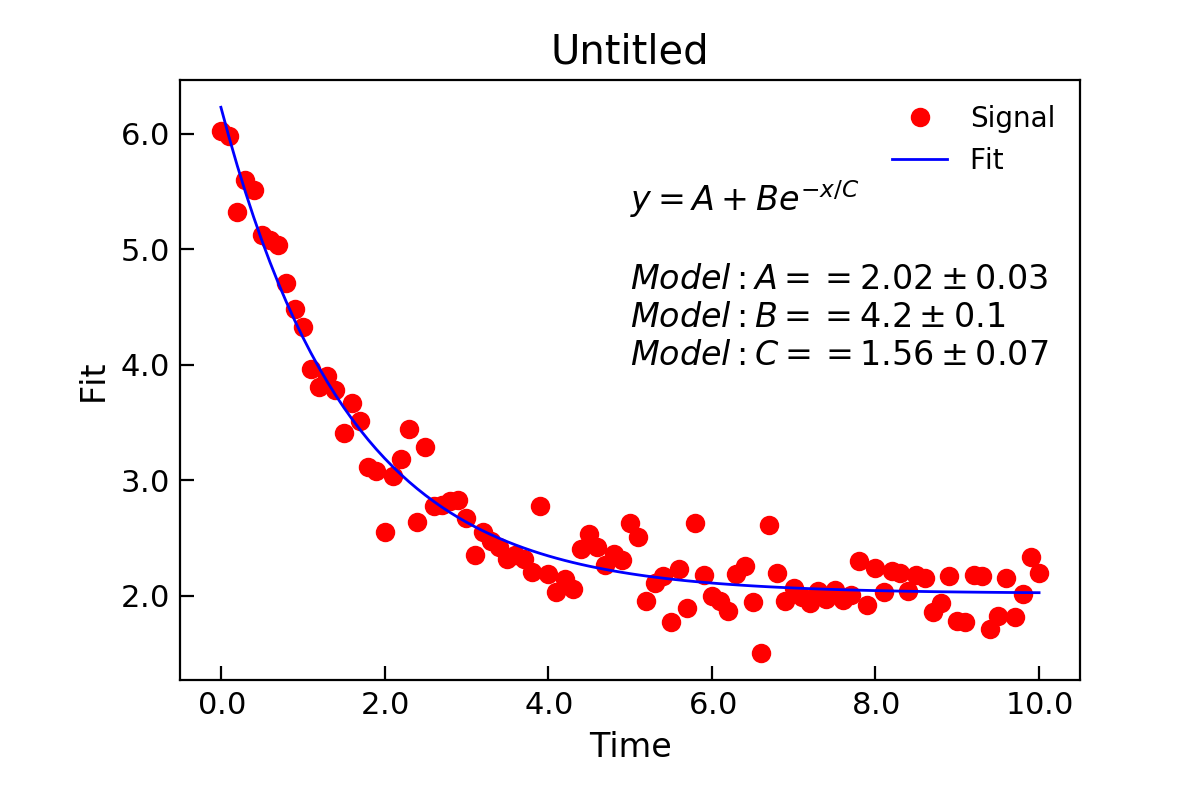 Untitled
Signal
Fit
y = A + Be^{-x/C}
Model : A = = 2.02 ± 0.03
Model : B = = 4.2 ± 0.1
Model : C = = 1.56 ± 0.07
6.0
5.0
4.0
3.0
2.0
Fit
0.0 2.0 4.0 6.0 8.0 10.0
Time